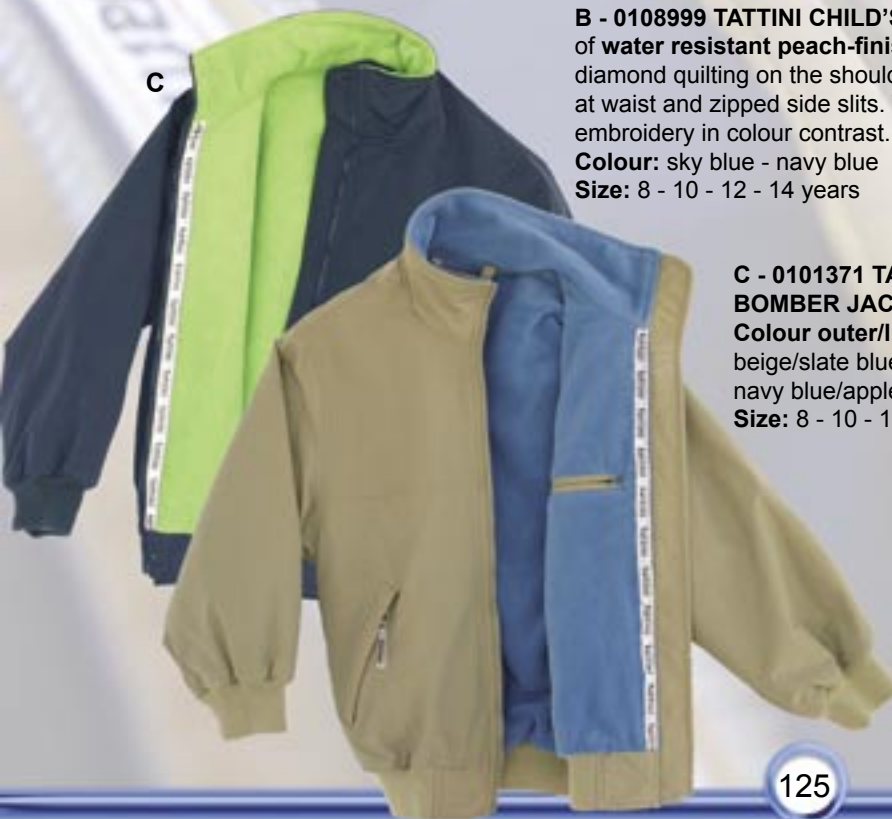 C
B - 0108999 TATTINI CHILD’S
of water resistant peach-finis
diamond quilting on the should
at waist and zipped side slits.
embroidery in colour contrast.
Colour: sky blue - navy blue
Size: 8 - 10 - 12 - 14 years
C - 0101371 TA
BOMBER JAC
Colour outer/l
beige/slate blue
navy blue/apple
Size: 8 - 10 - 1
125